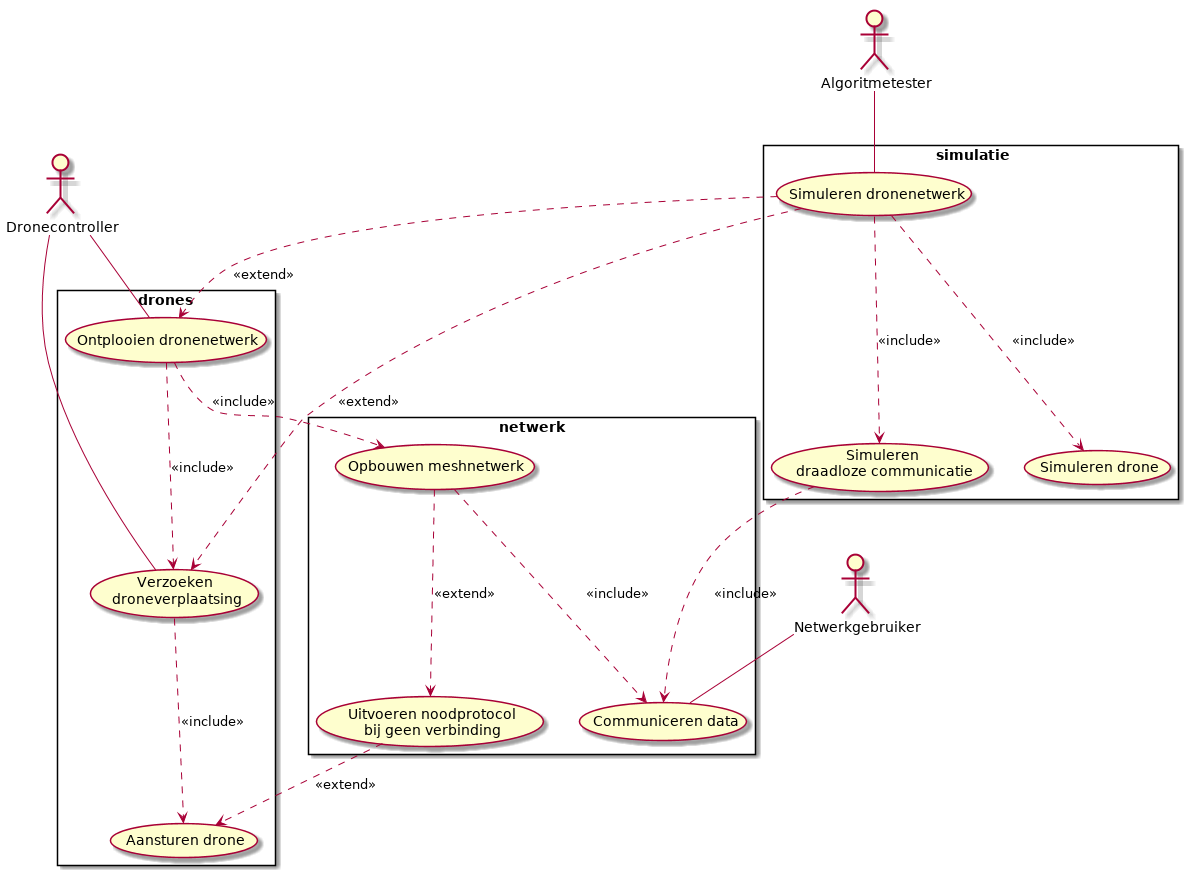 Algoritmetester
simulatie
Simuleren dronenetwerk
Dronecontroller
«extend»
drones
Ontplooien dronenetwerk
«include»
«include»
«include»
«extend»
netwerk
Opbouwen meshnetwerk
«include»
Simuleren
draadloze communicatie
Simuleren drone
Verzoeken
droneverplaatsing
«extend»
«include»
«include»
Netwerkgebruiker
«include»
Uitvoeren noodprotocol
bij geen verbinding
Communiceren data
«extend»
Aansturen drone